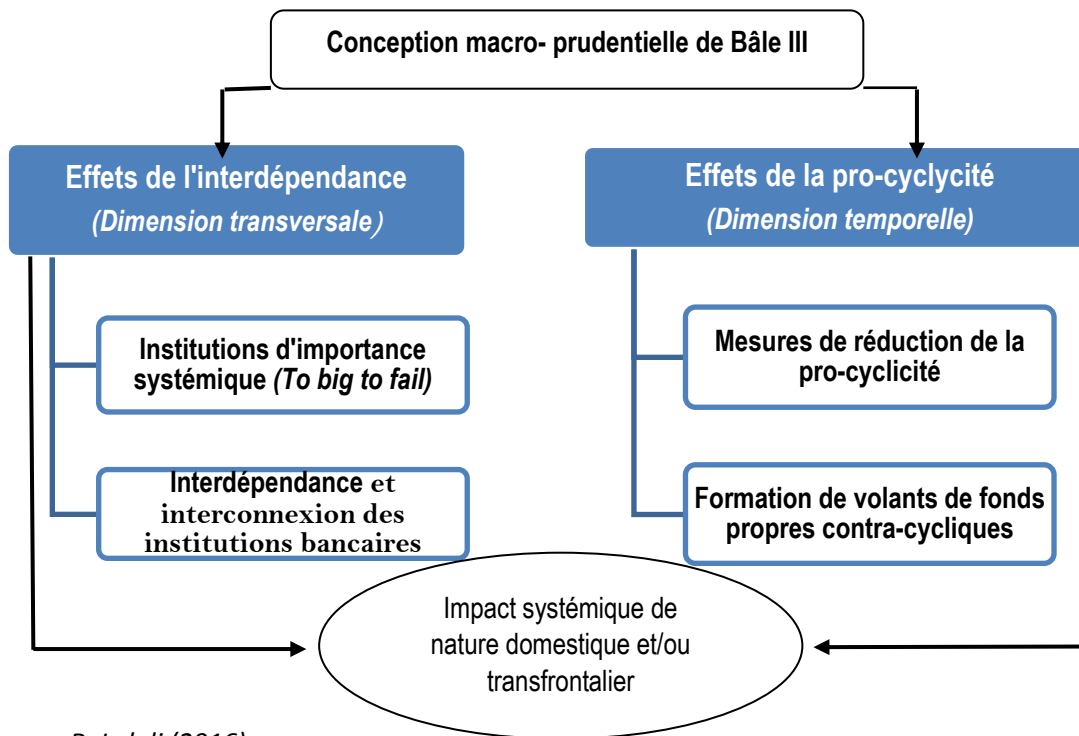 Conception macro- prudentielle de Bâle III
Effets de l'interdépendance
(Dimension transversale)
Effets de la pro-cyclycité
(Dimension temporelle)
Institutions d'importance
systémique (To big to fail)
Mesures de réduction de la
pro-cyclicité
Interdépendance et
interconnexion des
institutions bancaires
Formation de volants de fonds
propres contra-cycliques
Impact systémique de
nature domestique et/ou
transfrontalier
(2016)